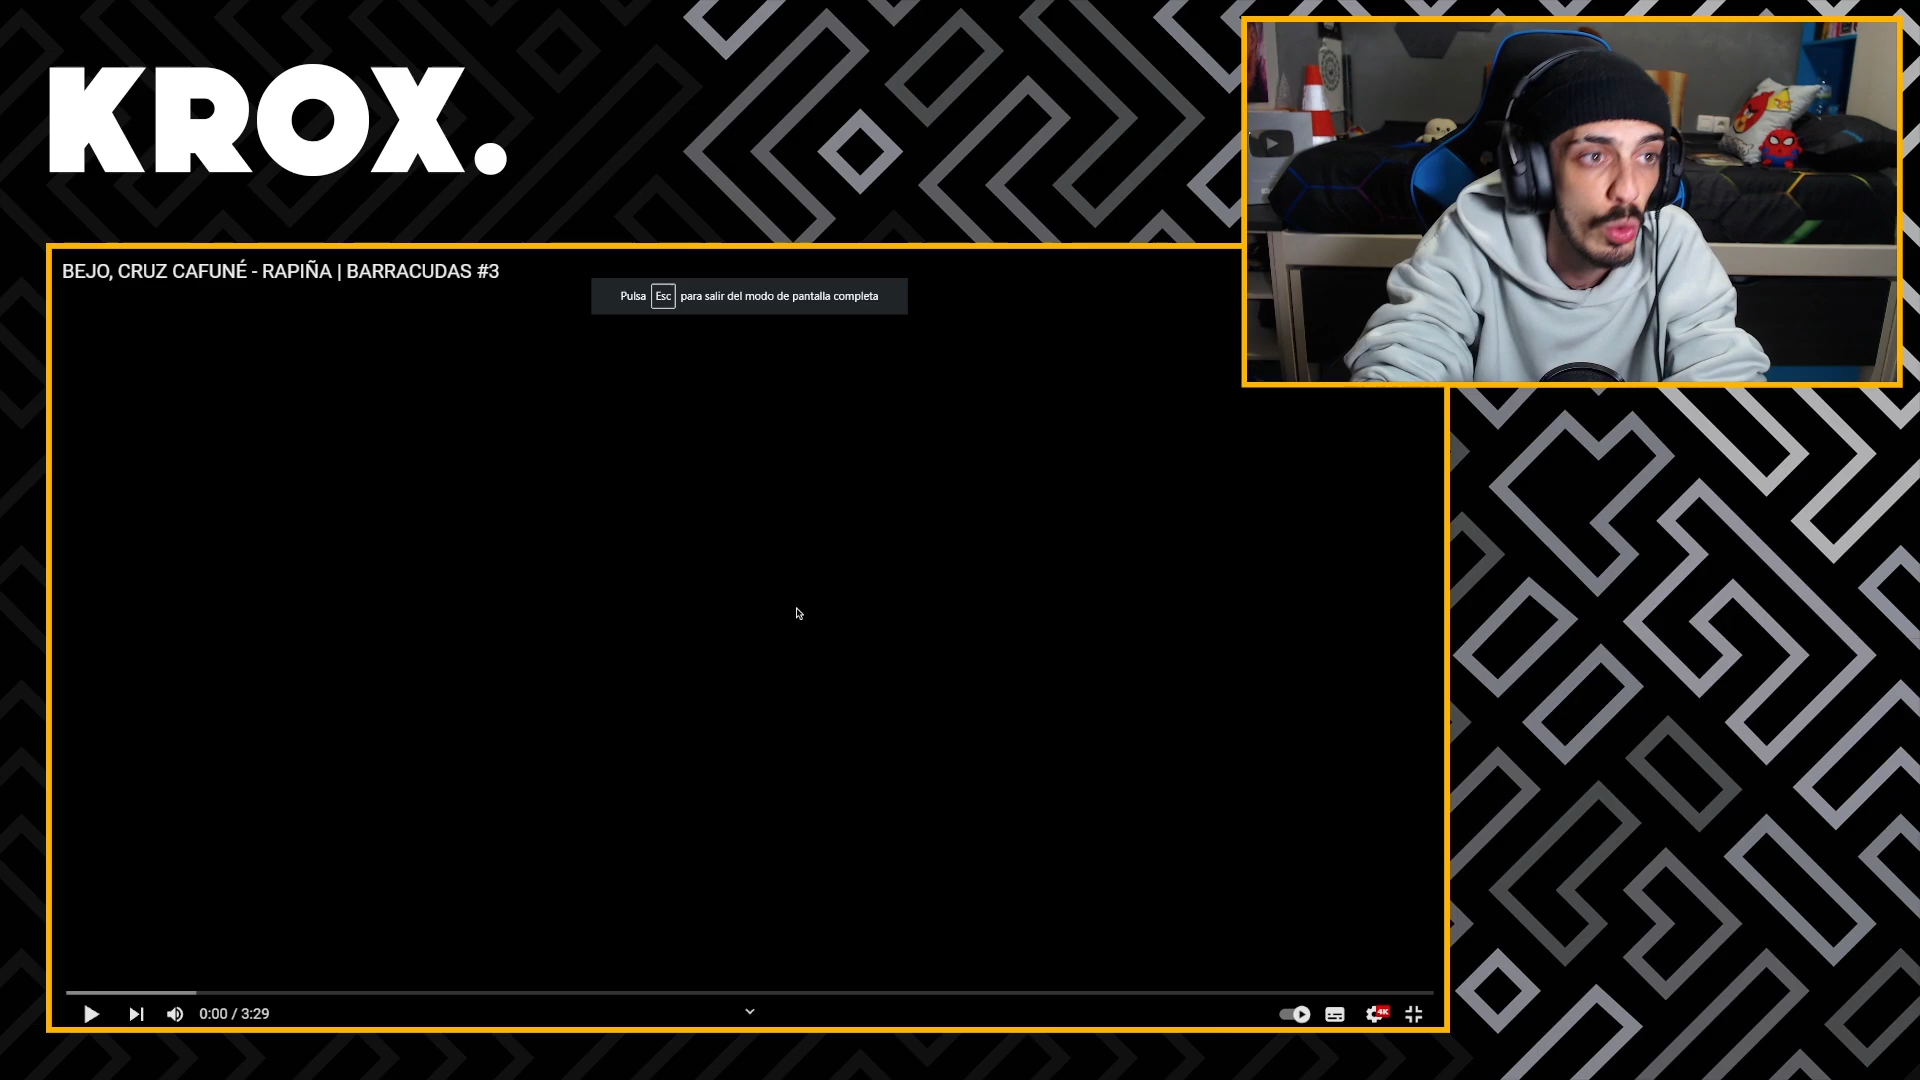 KROX.
BEJO, CRUZ CAFUNÉ - RAPIÑA | BARRACUDAS #3
Pulsa Esc para salir del modo de pantalla completa
0:00 / 3:29
4K